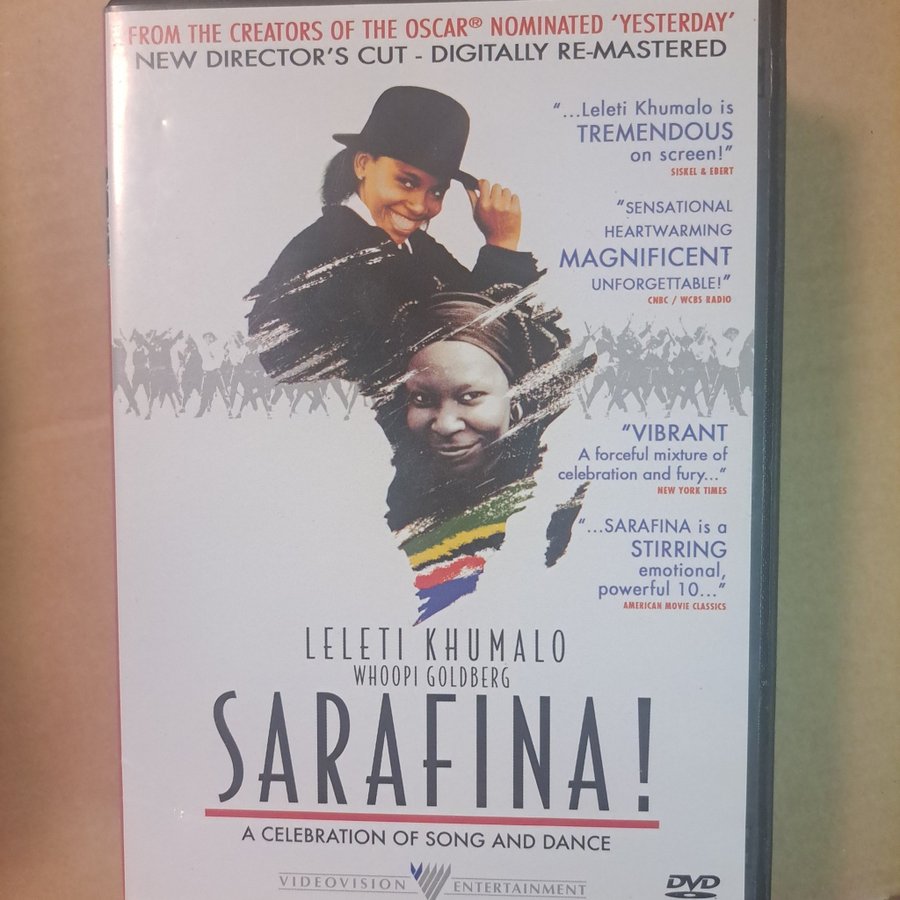 FROM THE CREATORS OF THE OSCAR® NOMINATED 'YESTERDAY'
NEW DIRECTOR'S CUT - DIGITALLY RE-MASTERED
"...Leleti Khumalo is
TREMENDOUS
on screen!"
SISKEL & EBERT
"SENSATIONAL
HEARTWARMING
MAGNIFICENT
UNFORGETTABLE!"
CNBC / WCBS RADIO
"VIBRANT
A forceful mixture of
celebration and fury..."
NEW YORK TIMES
"...SARAFINA is a
STIRRING
emotional,
powerful 10..."
AMERICAN MOVIE CLASSICS
LELETI KHUMALO
WHOOPI GOLDBERG
SARAFINA!
A CELEBRATION OF SONG AND DANCE
VIDEOVISION ENTERTAINMENT
DVD